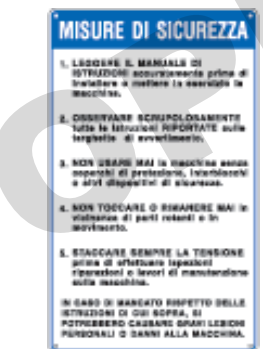 MISURE DI SICUREZZA
1. LEGGERE IL MANUALE DI
ISTRUZIONI accuratamente prima di
installare o mettere in esercizio la
macchina.
2. OSSERVARE SCRUPOLOSAMENTE
tutte le istruzioni RIPORTATE sulle
targhette di avvertimento.
3. NON USARE MAI la macchina senza
coperchi di protezione, interblocchi
o altri dispositivi di sicurezza.
4. NON TOCCARE O RIMANERE MAI in
vicinanza di parti rotanti o in
movimento.
5. STACCARE SEMPRE LA TENSIONE
prima di effettuare ispezioni
riparazioni o lavori di manutenzione
sulla macchina.
IN CASO DI MANCATO RISPETTO DELLE
ISTRUZIONI DI CUI SOPRA, SI
POTREBBERO CAUSARE GRAVI LESIONI
PERSONALI O DANNI ALLA MACCHINA.